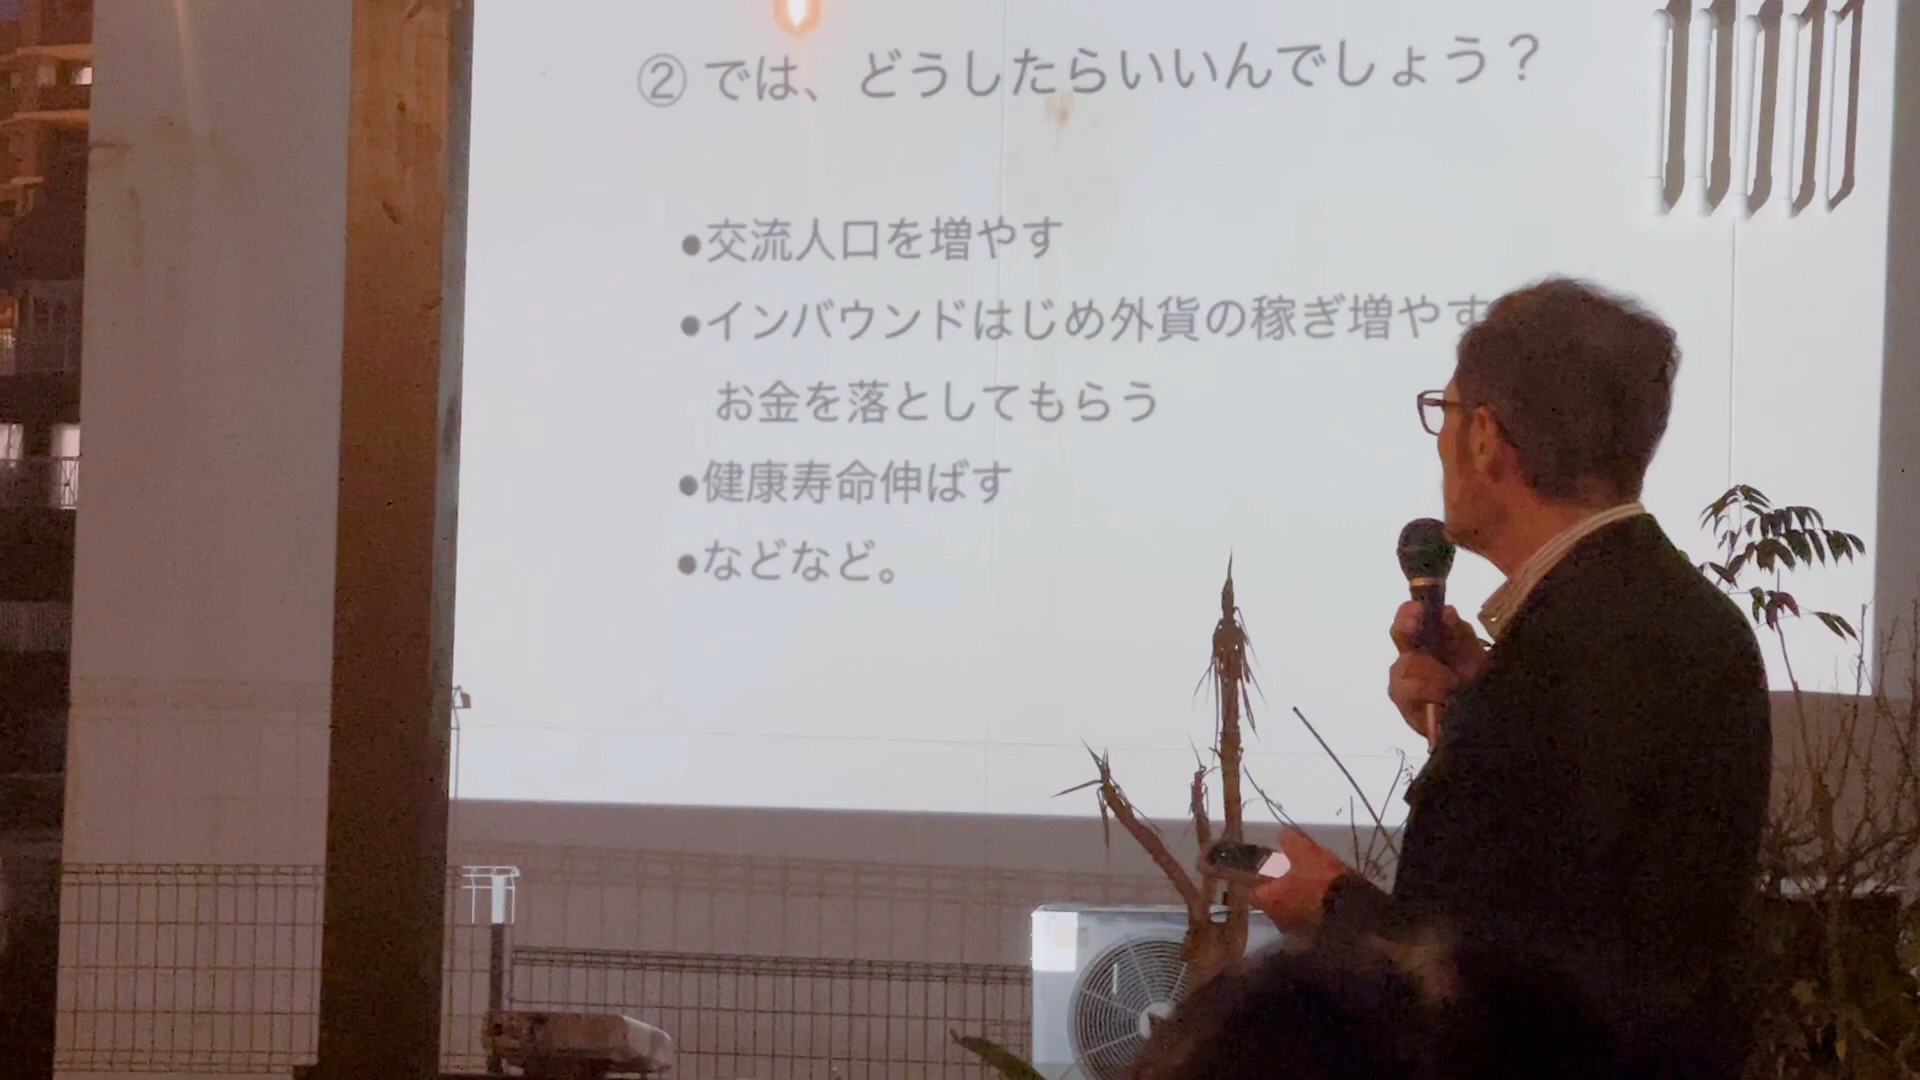 ② では、どうしたらいいんでしょう？
●交流人口を増やす
●インバウンドはじめ外貨の稼ぎ増やす
お金を落としてもらう
●健康寿命伸ばす
●などなど。